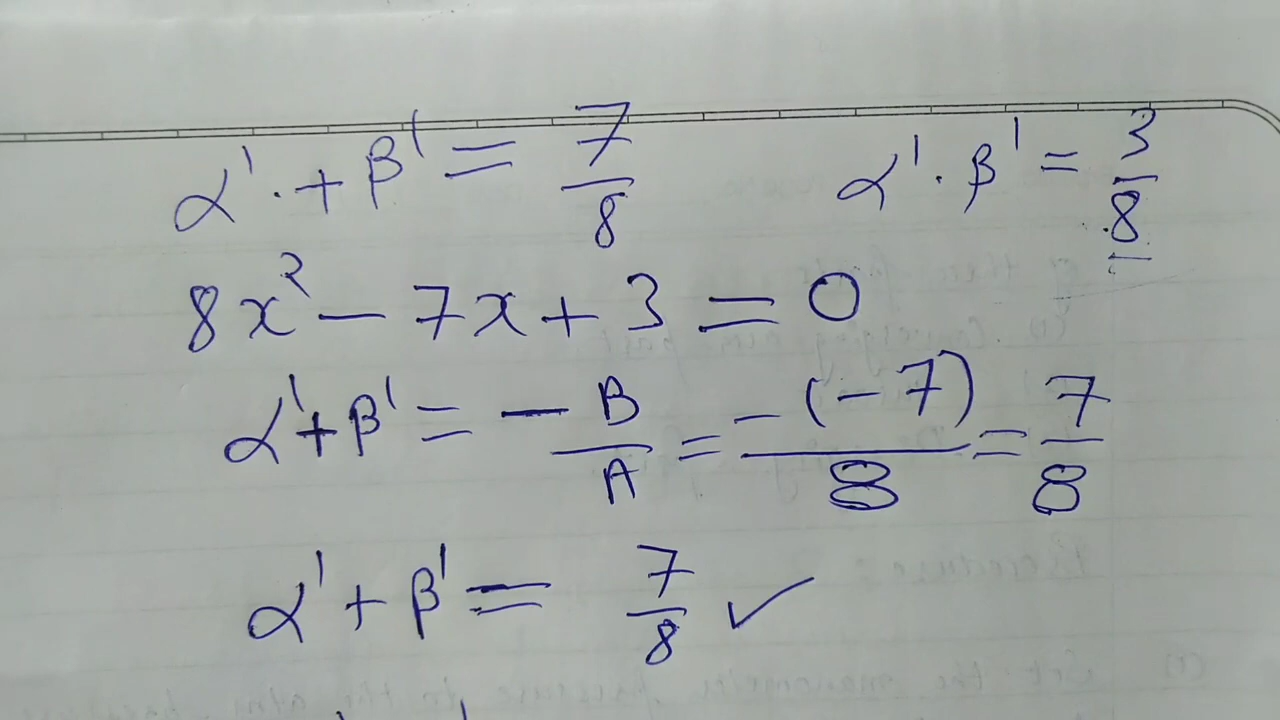 α' · + β' = 7/8    α' · β' = 3/8
8x² − 7x + 3 = 0
α' + β' = − B/A = −(−7)/8 = 7/8
α' + β' = 7/8 ✓